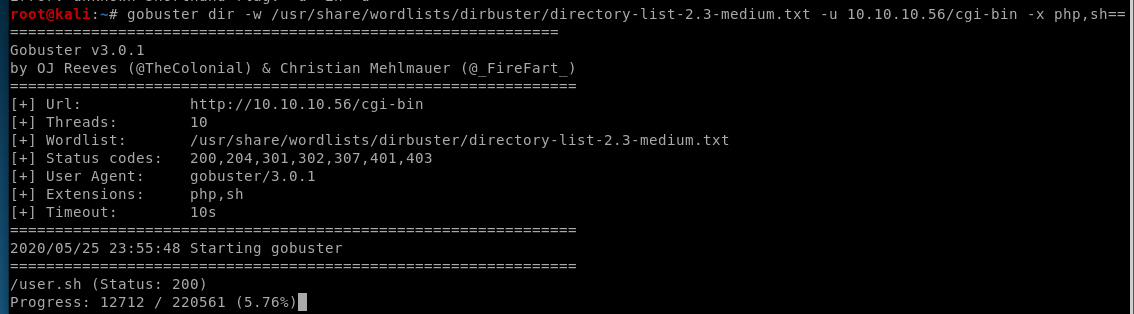 root@kali:~# gobuster dir -w /usr/share/wordlists/dirbuster/directory-list-2.3-medium.txt -u 10.10.10.56/cgi-bin -x php,sh==
=============================================================
Gobuster v3.0.1
by OJ Reeves (@TheColonial) & Christian Mehlmauer (@_FireFart_)
===============================================================
[+] Url:            http://10.10.10.56/cgi-bin
[+] Threads:        10
[+] Wordlist:       /usr/share/wordlists/dirbuster/directory-list-2.3-medium.txt
[+] Status codes:   200,204,301,302,307,401,403
[+] User Agent:     gobuster/3.0.1
[+] Extensions:     php,sh
[+] Timeout:        10s
===============================================================
2020/05/25 23:55:48 Starting gobuster
===============================================================
/user.sh (Status: 200)
Progress: 12712 / 220561 (5.76%)